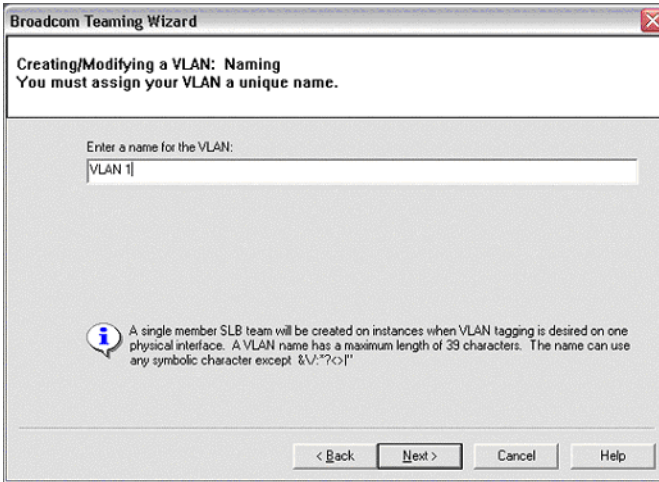 Broadcom Teaming Wizard
Creating/Modifying a VLAN: Naming
You must assign your VLAN a unique name.
Enter a name for the VLAN:
VLAN 1
A single member SLB team will be created on instances when VLAN tagging is desired on one
physical interface. A VLAN name has a maximum length of 39 characters. The name can use
any symbolic character except &\/:*?<>|"
< Back
Next >
Cancel
Help